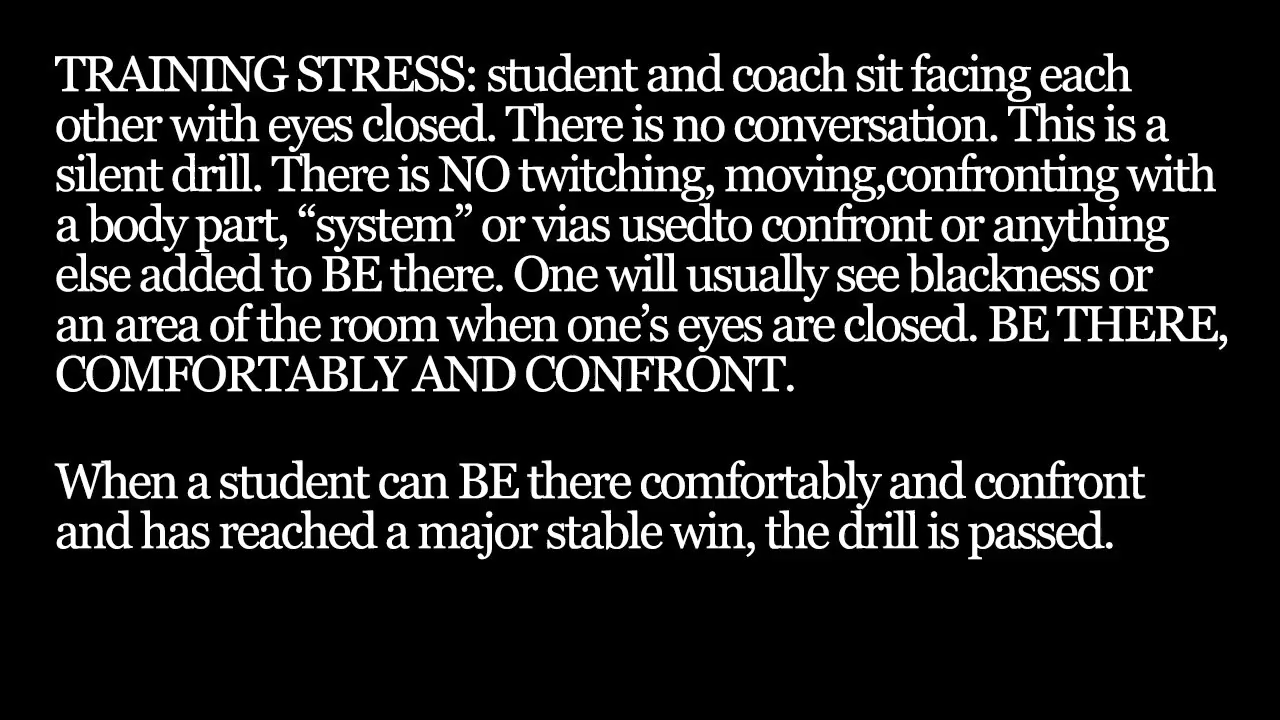 TRAINING STRESS: student and coach sit facing each
other with eyes closed. There is no conversation. This is a
silent drill. There is NO twitching, moving,confronting with
a body part, “system” or vias usedto confront or anything
else added to BE there. One will usually see blackness or
an area of the room when one’s eyes are closed. BE THERE,
COMFORTABLY AND CONFRONT.
When a student can BE there comfortably and confront
and has reached a major stable win, the drill is passed.